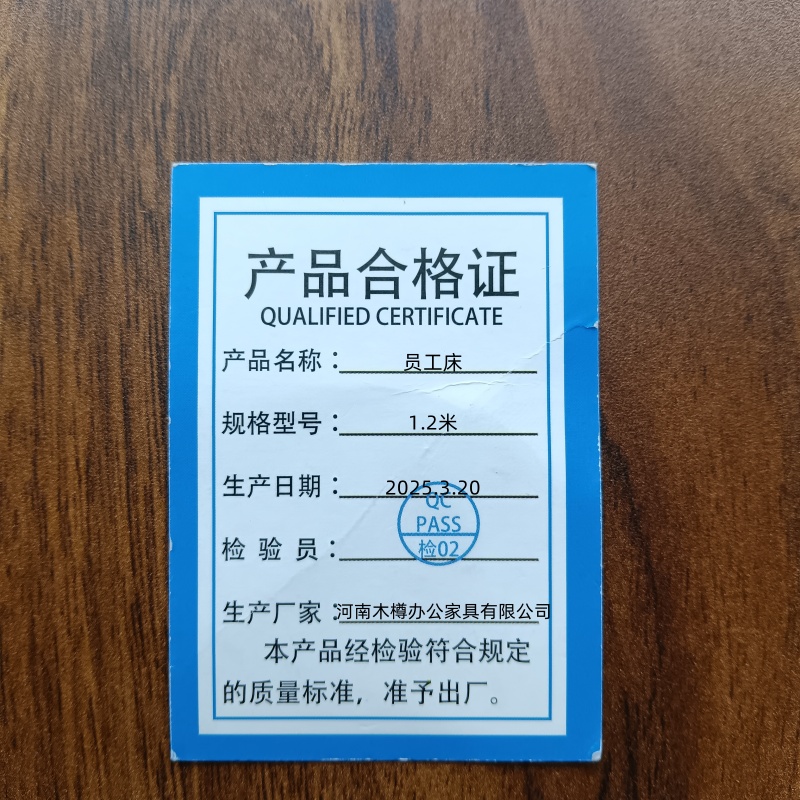 产品合格证
QUALIFIED CERTIFICATE
产品名称：员工床
规格型号：1.2米
生产日期：2025.3.20
QC
PASS
检02
检验员：
生产厂家：河南木樽办公家具有限公司
本产品经检验符合规定
的质量标准，准予出厂。